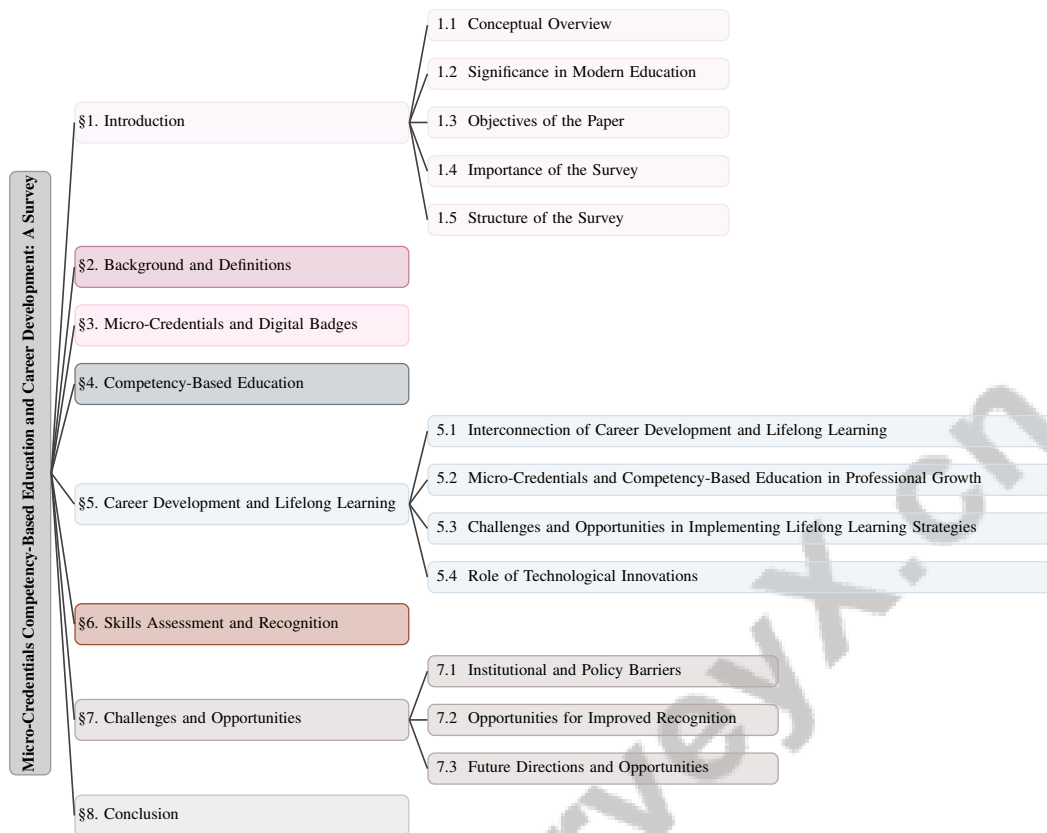 Micro-Credentials Competency-Based Education and Career Development: A Survey
§1. Introduction
1.1 Conceptual Overview
1.2 Significance in Modern Education
1.3 Objectives of the Paper
1.4 Importance of the Survey
1.5 Structure of the Survey
§2. Background and Definitions
§3. Micro-Credentials and Digital Badges
§4. Competency-Based Education
§5. Career Development and Lifelong Learning
5.1 Interconnection of Career Development and Lifelong Learning
5.2 Micro-Credentials and Competency-Based Education in Professional Growth
5.3 Challenges and Opportunities in Implementing Lifelong Learning Strategies
5.4 Role of Technological Innovations
§6. Skills Assessment and Recognition
§7. Challenges and Opportunities
7.1 Institutional and Policy Barriers
7.2 Opportunities for Improved Recognition
7.3 Future Directions and Opportunities
§8. Conclusion
rveyx.cn